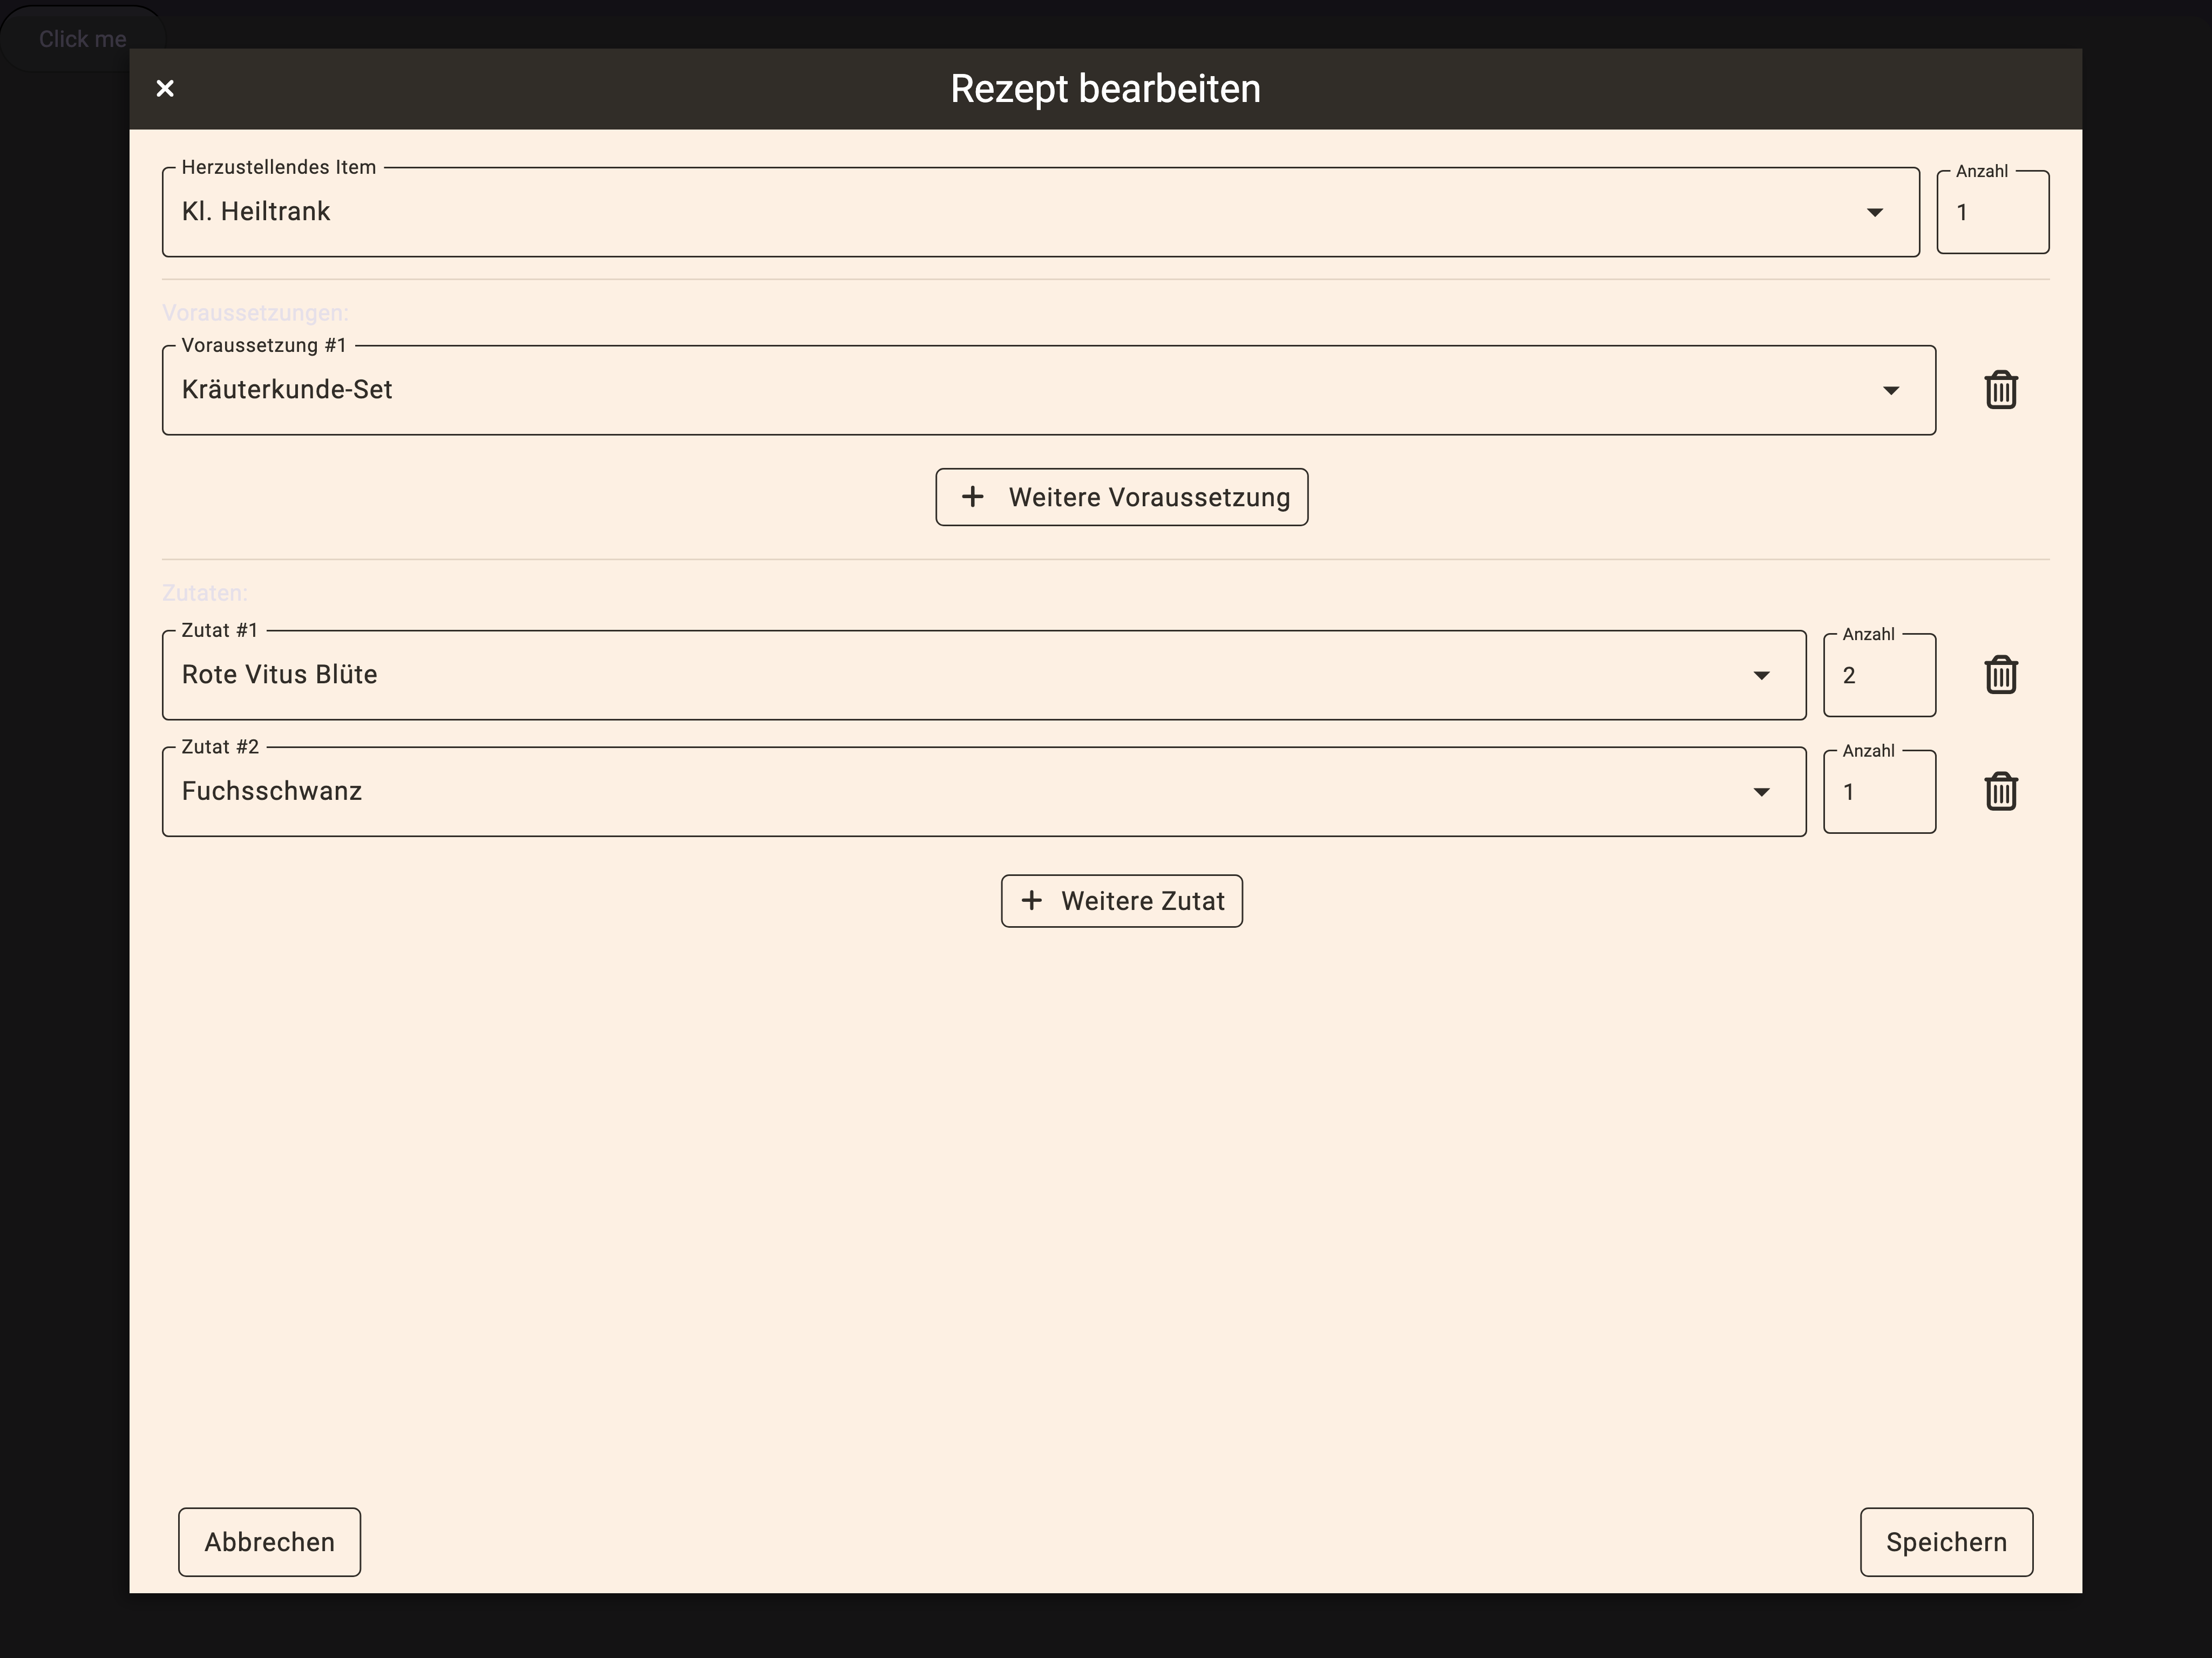 Click me
Rezept bearbeiten
Herzustellendes Item
Anzahl
Kl. Heiltrank
1
Voraussetzungen:
Voraussetzung #1
Kräuterkunde-Set
Weitere Voraussetzung
Zutaten:
Zutat #1
Anzahl
Rote Vitus Blüte
2
Zutat #2
Anzahl
Fuchsschwanz
1
Weitere Zutat
Abbrechen
Speichern